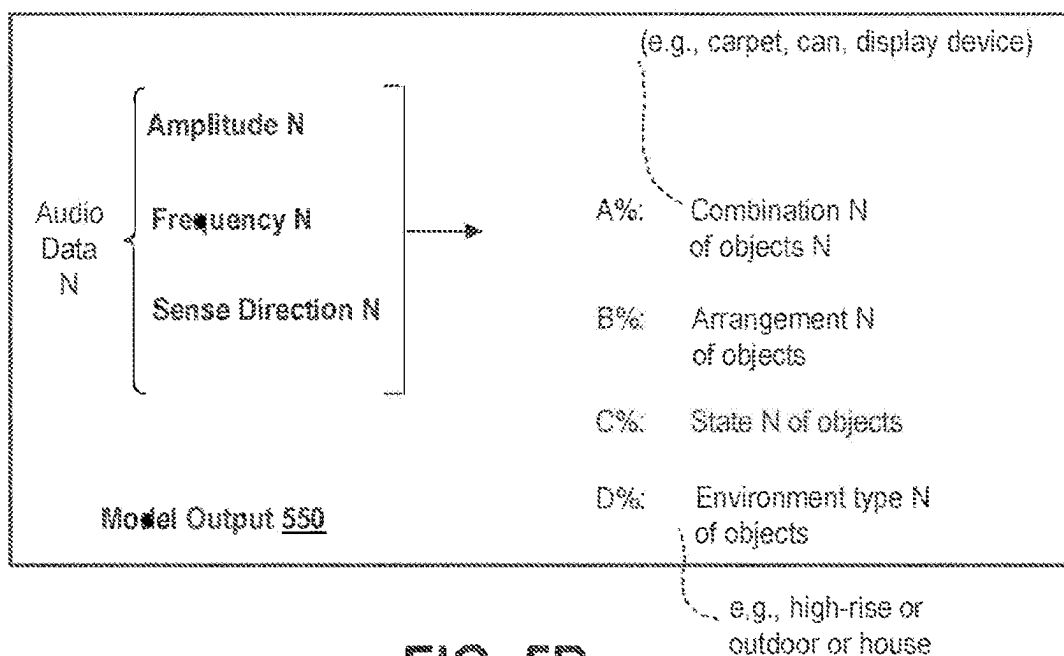 (e.g., carpet, can, display device)
Amplitude N
Audio
Data
N
Frequency N
Sense Direction N
A%: Combination N
of objects N
B%: Arrangement N
of objects
C%: State N of objects
D%: Environment type N
of objects
Model Output 550
e.g., high-rise or
outdoor or house